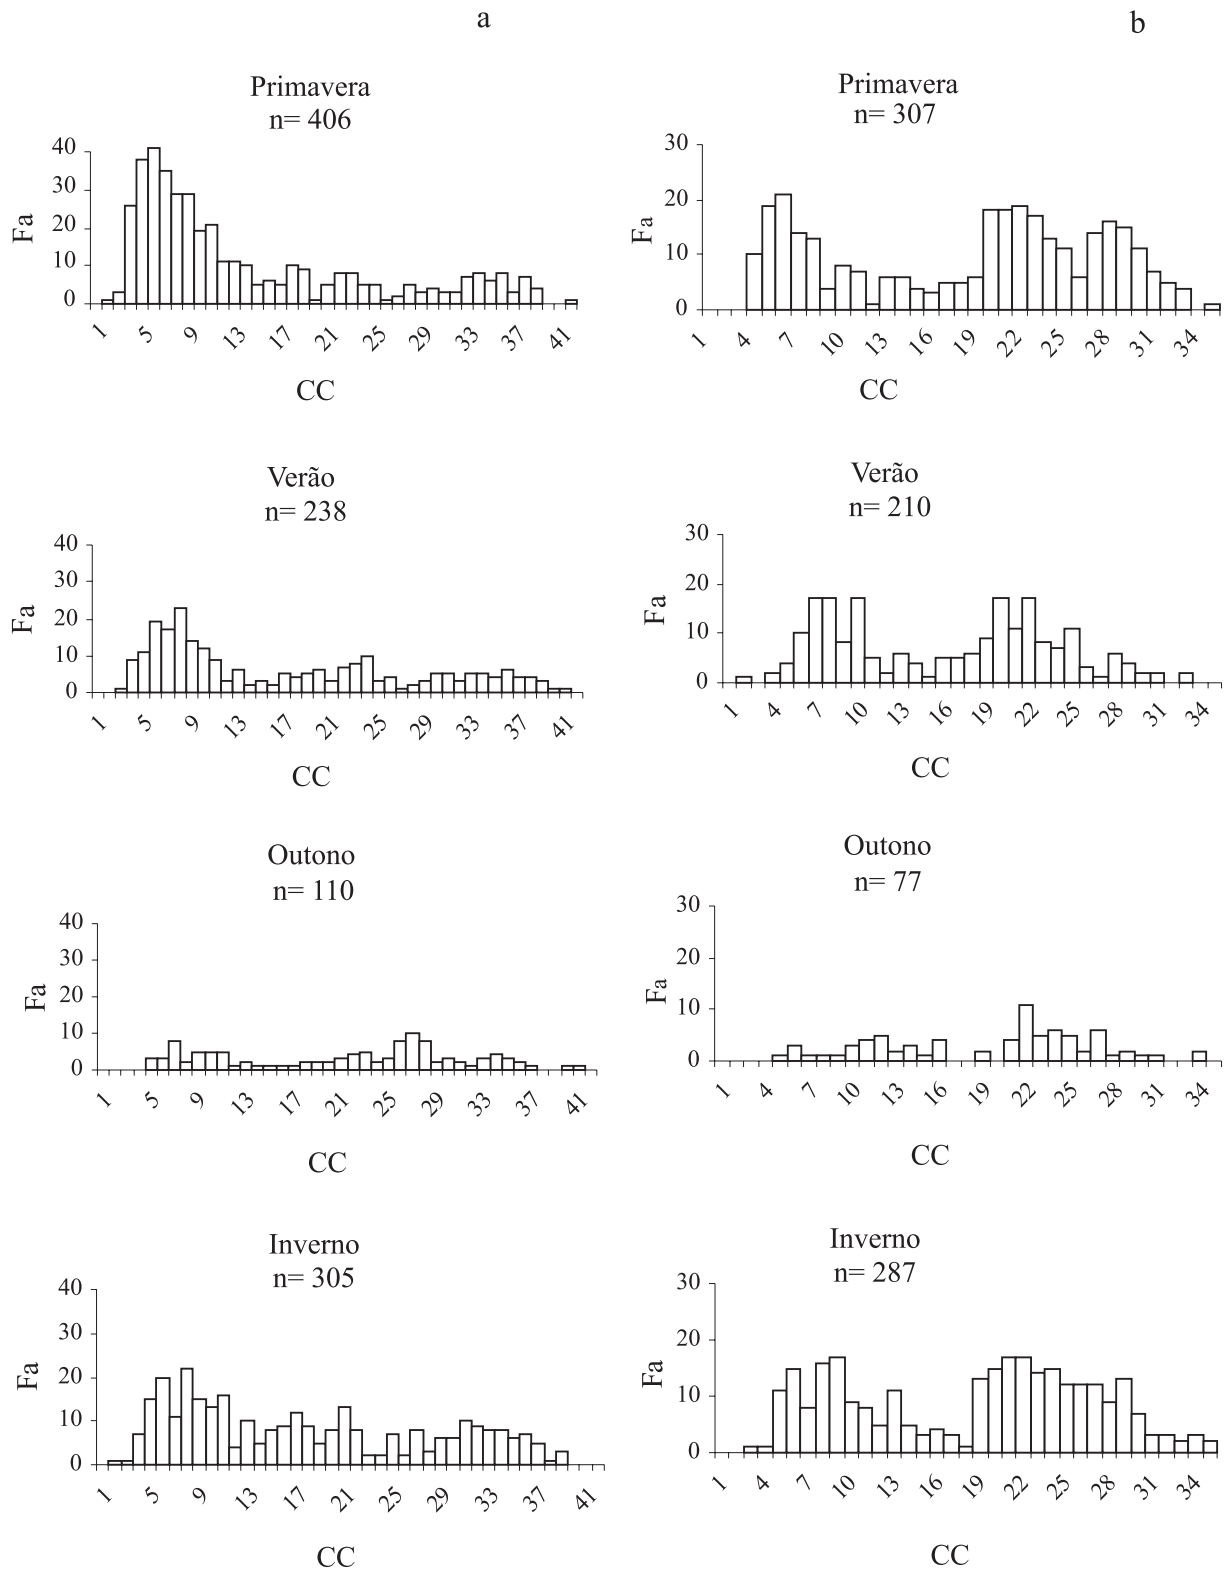 a
b
Primavera
n= 406
40
30
20
10
0
Fa
1 5 9 13 17 21 25 29 33 37 41
CC
Primavera
n= 307
30
20
10
0
Fa
1 4 7 10 13 16 19 22 25 28 31 34
CC
Verão
n= 238
40
30
20
10
0
Fa
1 5 9 13 17 21 25 29 33 37 41
CC
Verão
n= 210
30
20
10
0
Fa
1 4 7 10 13 16 19 22 25 28 31 34
CC
Outono
n= 110
40
30
20
10
0
Fa
1 5 9 13 17 21 25 29 33 37 41
CC
Outono
n= 77
30
20
10
0
Fa
1 4 7 10 13 16 19 22 25 28 31 34
CC
Inverno
n= 305
40
30
20
10
0
Fa
1 5 9 13 17 21 25 29 33 37 41
CC
Inverno
n= 287
30
20
10
0
Fa
1 4 7 10 13 16 19 22 25 28 31 34
CC